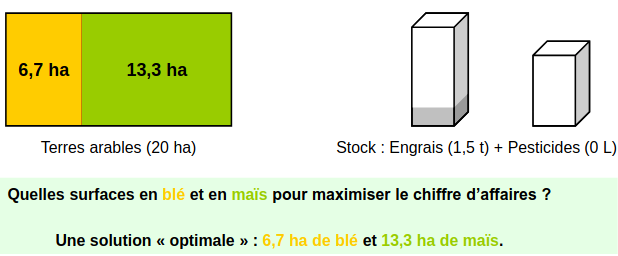 6,7 ha 13,3 ha
Terres arables (20 ha) Stock : Engrais (1,5 t) + Pesticides (0 L)
Quelles surfaces en blé et en maïs pour maximiser le chiffre d’affaires ?
Une solution « optimale » : 6,7 ha de blé et 13,3 ha de maïs.